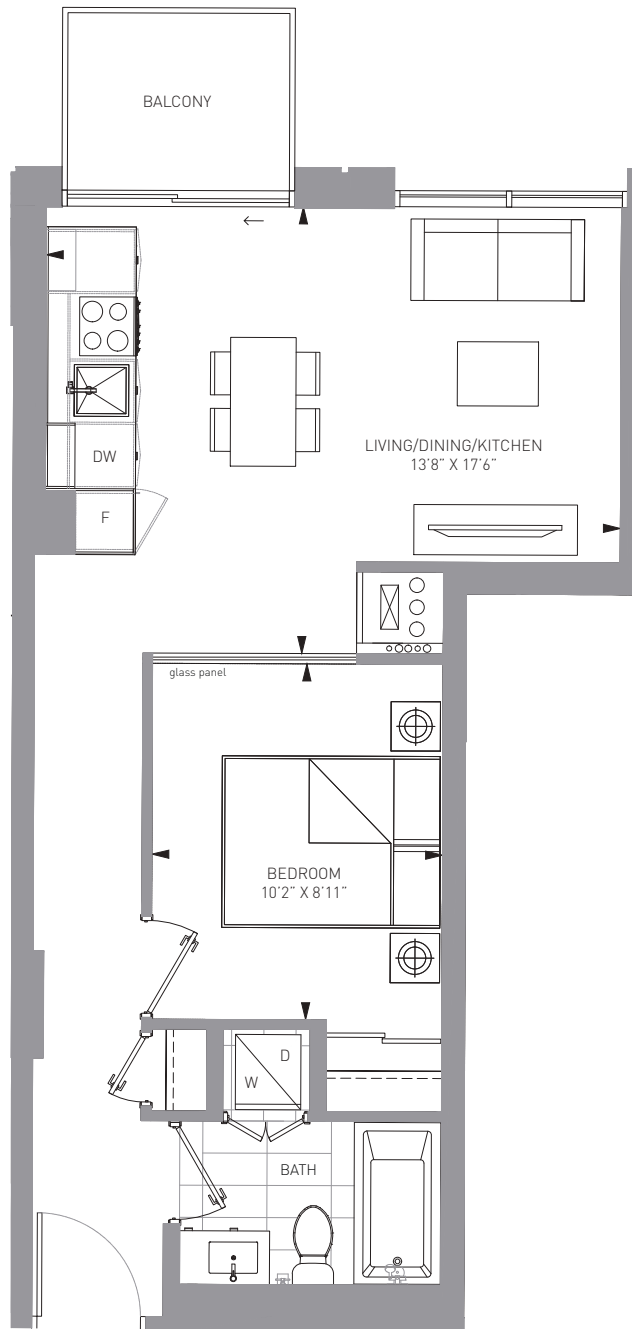 BALCONY
DW
F
LIVING/DINING/KITCHEN
13'8" X 17'6"
glass panel
BEDROOM
10'2" X 8'11"
D
W
BATH